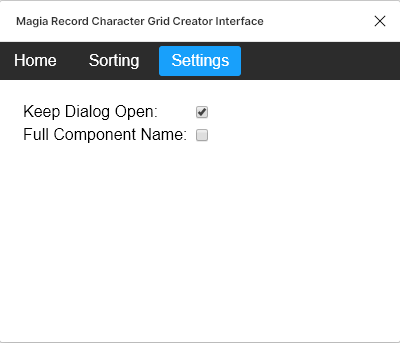 Magia Record Character Grid Creator Interface
Home Sorting Settings
Keep Dialog Open:
Full Component Name: